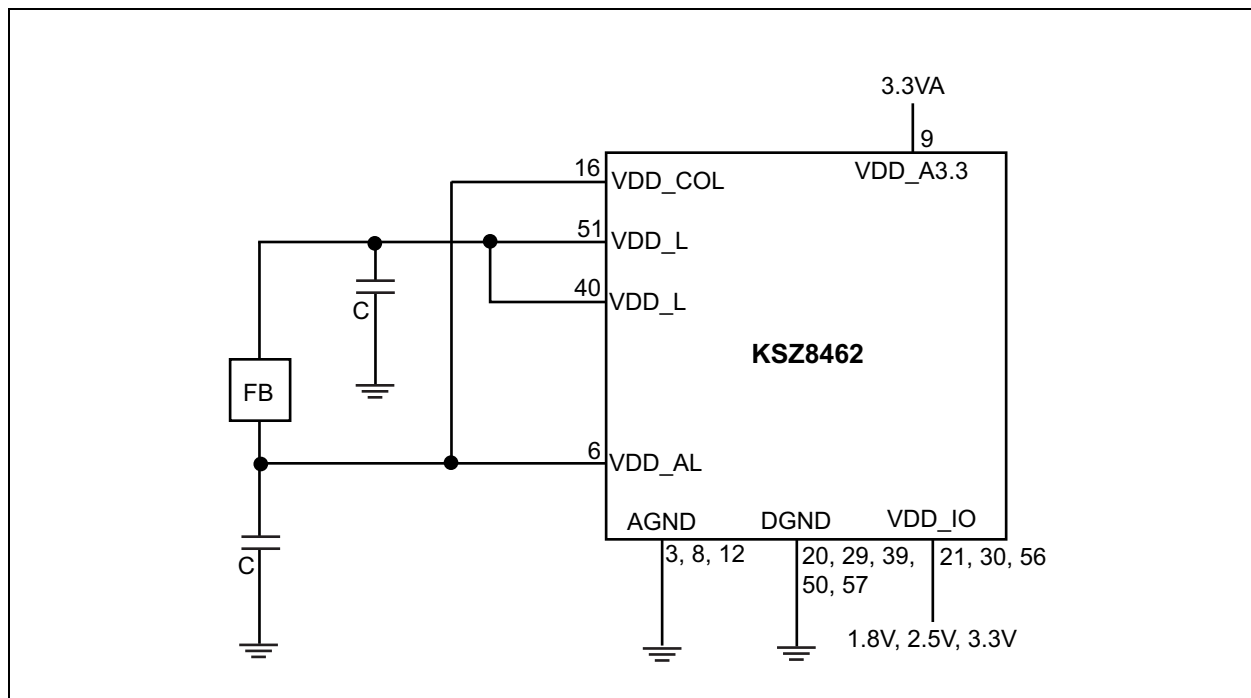 3.3VA
9
VDD_A3.3
16
VDD_COL
51
VDD_L
C
40
VDD_L
KSZ8462
FB
6
VDD_AL
AGND
DGND
VDD_IO
3, 8, 12
20, 29, 39,
50, 57
21, 30, 56
C
1.8V, 2.5V, 3.3V